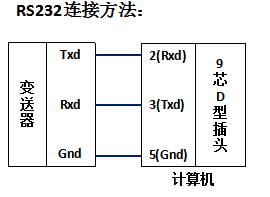 RS232连接方法：
变送器
Txd
Rxd
Gnd
2(Rxd)
3(Txd)
5(Gnd)
9芯D型插头
计算机